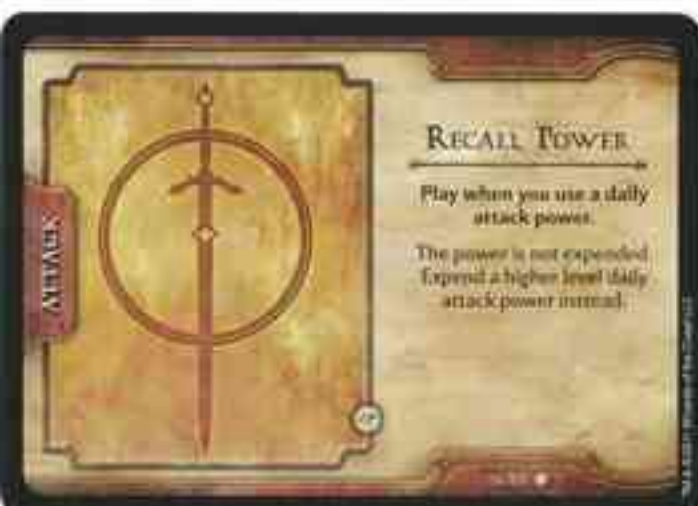 ATTACK
RECALL POWER
Play when you use a daily
attack power.
The power is not expended.
Expend a higher level daily
attack power instead.